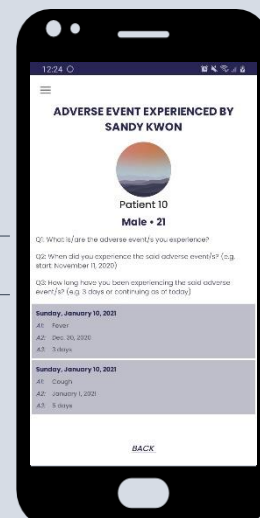 12:24
ADVERSE EVENT EXPERIENCED BY
SANDY KWON
Patient 10
Male • 21
Q1: What is/are the adverse event/s you experience?
Q2: When did you experience the said adverse event/s? (e.g.
start: November 11, 2020)
Q3: How long have you been experiencing the said adverse
event/s? (e.g. 3 days or continuing as of today)
Sunday, January 10, 2021
A1: Fever
A2: Dec. 20, 2020
A3: 3 days
Sunday, January 10, 2021
A1: Cough
A2: January 1, 2021
A3: 5 days
BACK